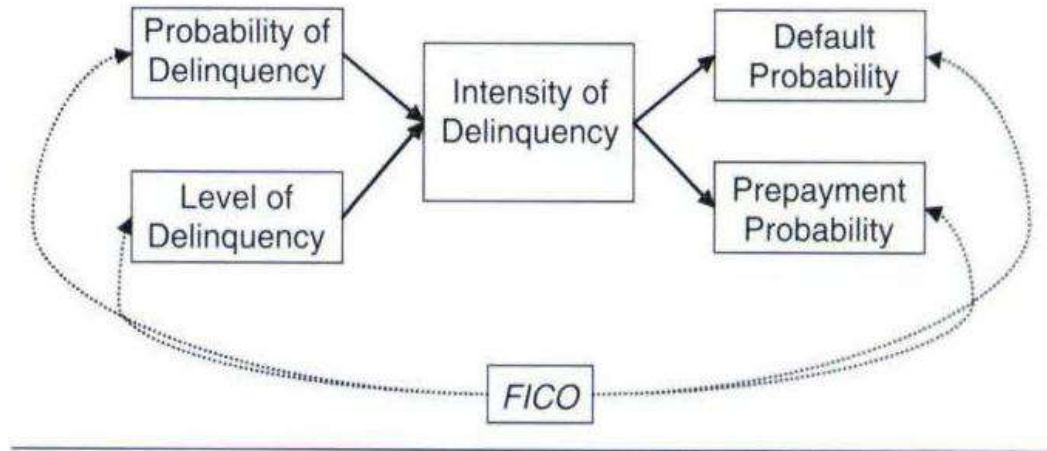 Probability of
Delinquency
Level of
Delinquency
Intensity of
Delinquency
Default
Probability
Prepayment
Probability
FICO